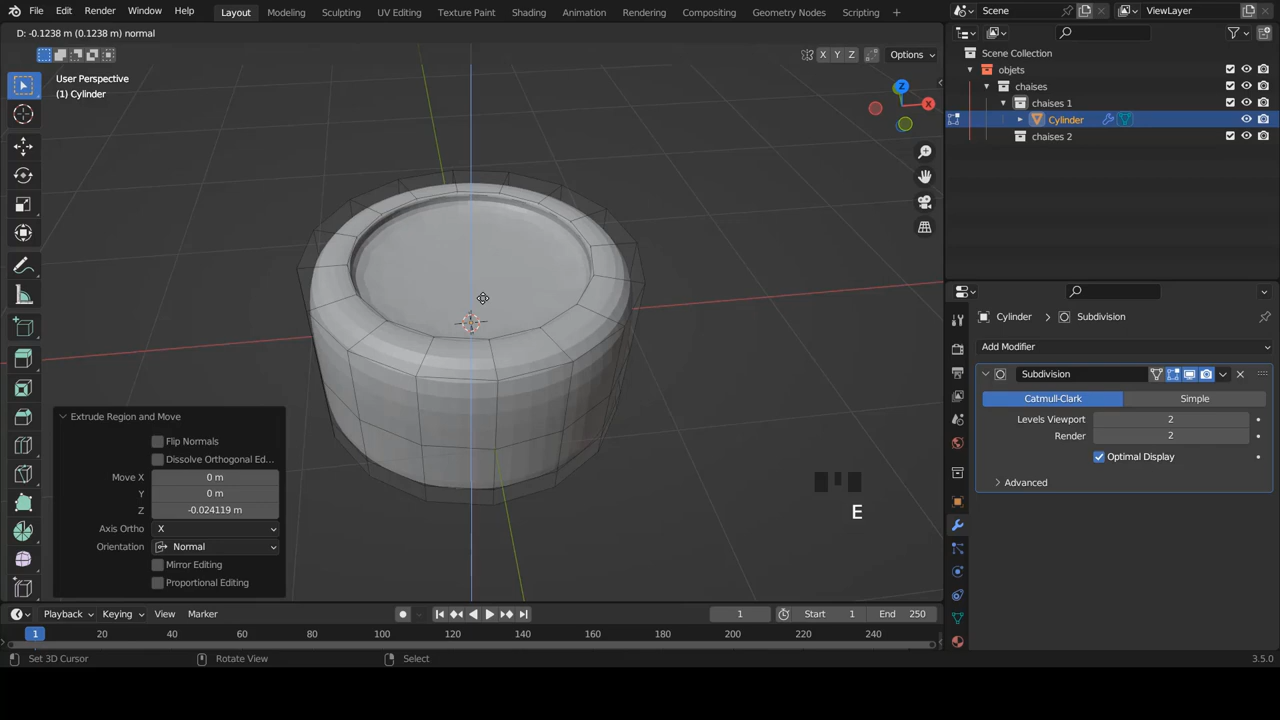 File Edit Render Window Help Layout Modeling Sculpting UV Editing Texture Paint Shading Animation Rendering Compositing Geometry Nodes Scripting + Scene ViewLayer
D: -0.1238 m (0.1238 m) normal
X Y Z Options
User Perspective
(1) Cylinder
Z
X
Scene Collection
objets
chaises
chaises 1
Cylinder
chaises 2
Cylinder > Subdivision
Add Modifier
Subdivision
Catmull-Clark Simple
Levels Viewport 2
Render 2
Optimal Display
Advanced
Extrude Region and Move
Flip Normals
Dissolve Orthogonal Ed...
Move X 0 m
Y 0 m
Z -0.024119 m
Axis Ortho X
Orientation Normal
Mirror Editing
Proportional Editing
E
Playback Keying View Marker 1 Start 1 End 250
1 20 40 60 80 100 120 140 160 180 200 220 240
Set 3D Cursor Rotate View Select 3.5.0